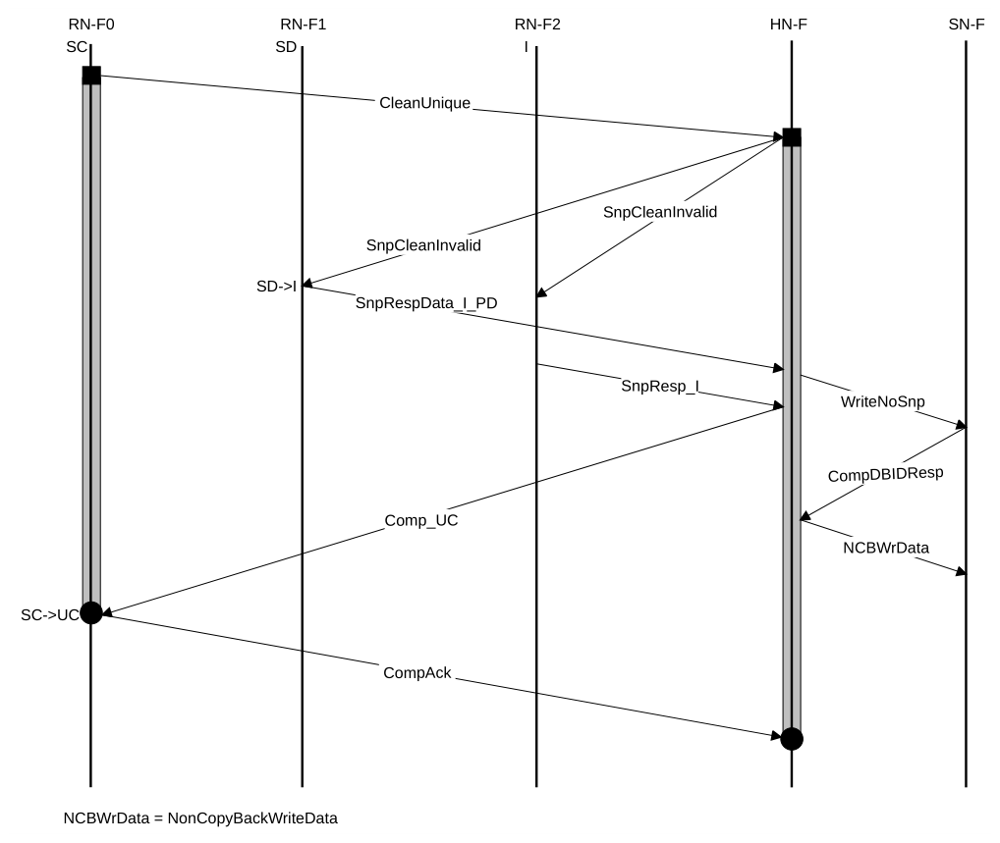 RN-F0 RN-F1 RN-F2 HN-F SN-F
SC SD I
CleanUnique
SnpCleanInvalid
SnpCleanInvalid
SD->I
SnpRespData_I_PD
SnpResp_I
WriteNoSnp
CompDBIDResp
Comp_UC
NCBWrData
SC->UC
CompAck
NCBWrData = NonCopyBackWriteData